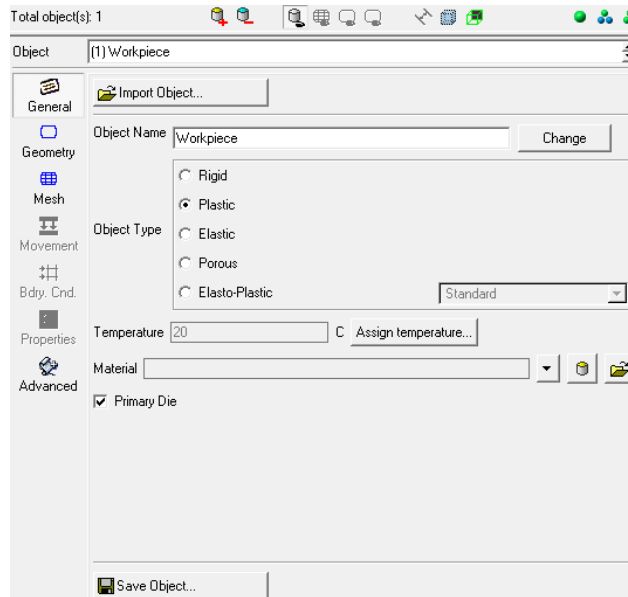 Total object(s): 1
Object (1) Workpiece
General
Import Object...
Geometry
Object Name Workpiece Change
Mesh
Object Type
Rigid
Plastic
Elastic
Porous
Elasto-Plastic Standard
Movement
Bdry. Cnd.
Properties
Temperature 20 C Assign temperature...
Advanced
Material
Primary Die
Save Object...